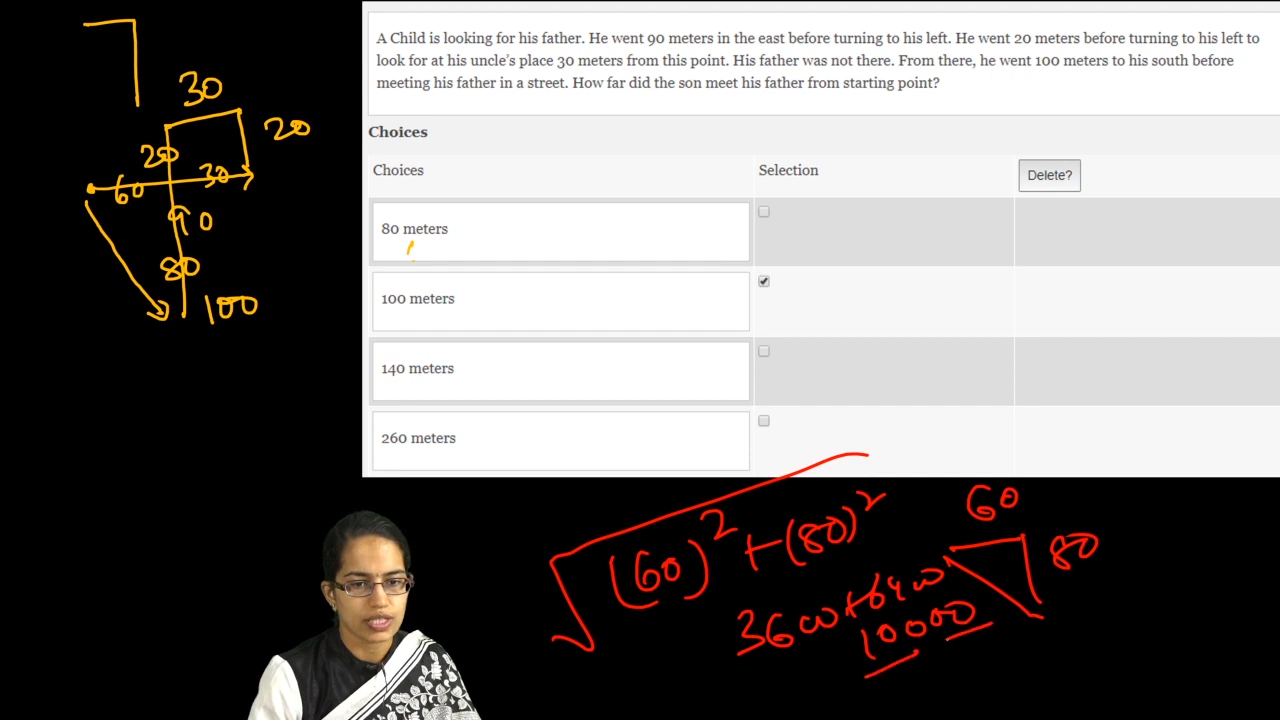 A Child is looking for his father. He went 90 meters in the east before turning to his left. He went 20 meters before turning to his left to
look for at his uncle's place 30 meters from this point. His father was not there. From there, he went 100 meters to his south before
meeting his father in a street. How far did the son meet his father from starting point?
Choices
Choices Selection Delete?
80 meters
100 meters
140 meters
260 meters
30
20
20
60
30
90
80
100
(60)² + (80)²
3600 + 6400
10000
60
80